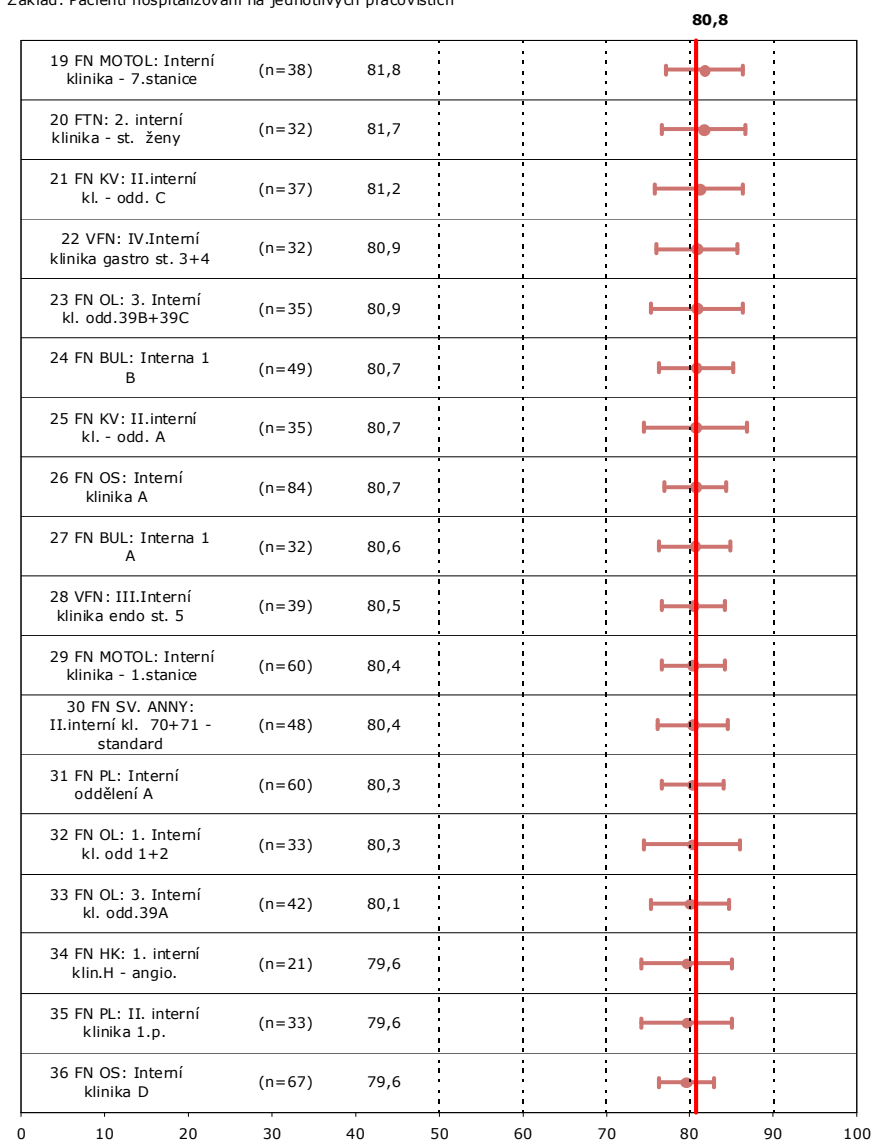 Základ: Pacienti hospitalizovaní na jednotlivých pracovištích
80,8
19 FN MOTOL: Interní
klinika - 7.stanice
(n=38)
81,8
20 FTN: 2. interní
klinika - st. ženy
(n=32)
81,7
21 FN KV: II.interní
kl. - odd. C
(n=37)
81,2
22 VFN: IV.Interní
klinika gastro st. 3+4
(n=32)
80,9
23 FN OL: 3. Interní
kl. odd.39B+39C
(n=35)
80,9
24 FN BUL: Interna 1
B
(n=49)
80,7
25 FN KV: II.interní
kl. - odd. A
(n=35)
80,7
26 FN OS: Interní
klinika A
(n=84)
80,7
27 FN BUL: Interna 1
A
(n=32)
80,6
28 VFN: III.Interní
klinika endo st. 5
(n=39)
80,5
29 FN MOTOL: Interní
klinika - 1.stanice
(n=60)
80,4
30 FN SV. ANNY:
II.interní kl. 70+71 -
standard
(n=48)
80,4
31 FN PL: Interní
oddělení A
(n=60)
80,3
32 FN OL: 1. Interní
kl. odd 1+2
(n=33)
80,3
33 FN OL: 3. Interní
kl. odd.39A
(n=42)
80,1
34 FN HK: 1. interní
klin.H - angio.
(n=21)
79,6
35 FN PL: II. interní
klinika 1.p.
(n=33)
79,6
36 FN OS: Interní
klinika D
(n=67)
79,6
0 10 20 30 40 50 60 70 80 90 100